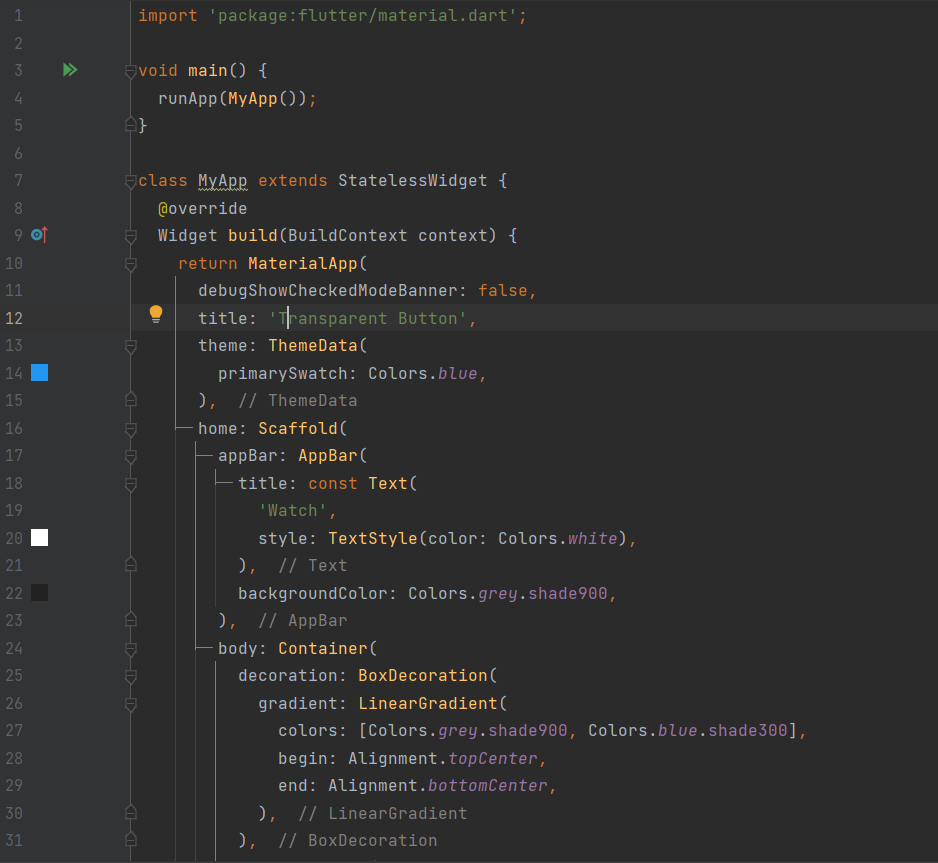 1 import 'package:flutter/material.dart';
2
3 void main() {
4   runApp(MyApp());
5 }
6
7 class MyApp extends StatelessWidget {
8   @override
9   Widget build(BuildContext context) {
10     return MaterialApp(
11       debugShowCheckedModeBanner: false,
12       title: 'Transparent Button',
13       theme: ThemeData(
14         primarySwatch: Colors.blue,
15       ), // ThemeData
16       home: Scaffold(
17         appBar: AppBar(
18           title: const Text(
19             'Watch',
20             style: TextStyle(color: Colors.white),
21           ), // Text
22           backgroundColor: Colors.grey.shade900,
23         ), // AppBar
24         body: Container(
25           decoration: BoxDecoration(
26             gradient: LinearGradient(
27               colors: [Colors.grey.shade900, Colors.blue.shade300],
28               begin: Alignment.topCenter,
29               end: Alignment.bottomCenter,
30             ), // LinearGradient
31           ), // BoxDecoration